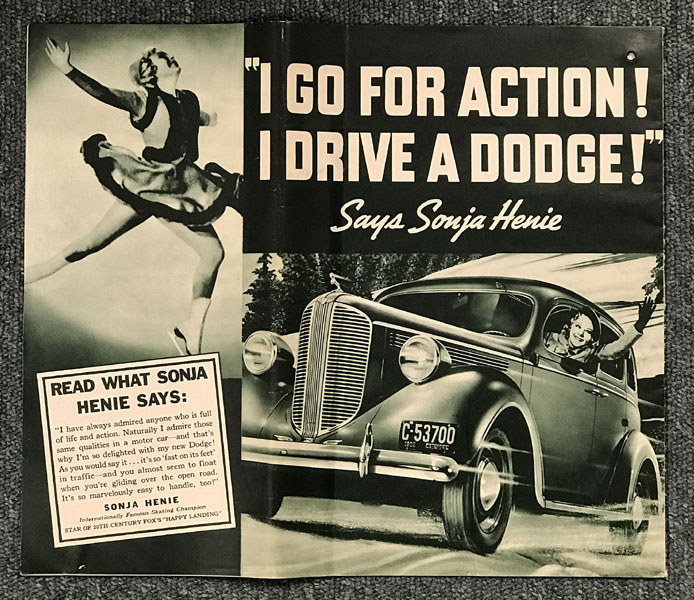 "I GO FOR ACTION!
I DRIVE A DODGE!"
Says Sonja Henie
READ WHAT SONJA
HENIE SAYS:
"I have always admired anyone who is full
of life and action. Naturally I admire those
same qualities in a motor car—and that's
why I'm so delighted with my new Dodge!
As you would say it...it's so 'fast on its feet'
in traffic—and you almost seem to float
when you're gliding over the open road.
It's so marvelously easy to handle, too!"
SONJA HENIE
Internationally Famous Skating Champion
STAR OF 20TH CENTURY FOX'S "HAPPY LANDING"
C-53700